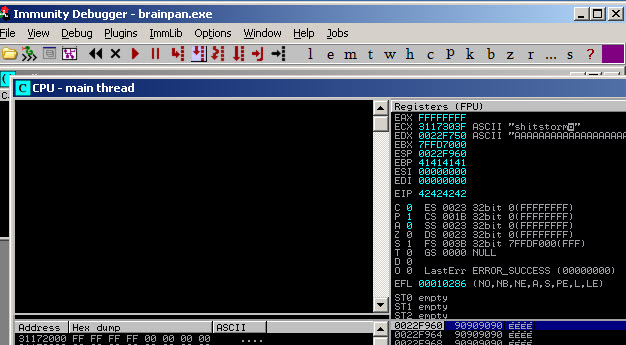 Immunity Debugger - brainpan.exe
File View Debug Plugins ImmLib Options Window Help Jobs
l e m t w h c p k b z r ... s ?
CPU - main thread
Registers (FPU)
EAX FFFFFFFF
ECX 3117303F ASCII "shitstorm
EDX 0022F750 ASCII "AAAAAAAAAAAAAAAAAA
EBX 7FFD7000
ESP 0022F960
EBP 41414141
ESI 00000000
EDI 00000000
EIP 42424242
C 0 ES 0023 32bit 0(FFFFFFFF)
P 1 CS 001B 32bit 0(FFFFFFFF)
A 0 SS 0023 32bit 0(FFFFFFFF)
Z 0 DS 0023 32bit 0(FFFFFFFF)
S 1 FS 003B 32bit 7FFDF000(FFF)
T 0 GS 0000 NULL
D 0
O 0 LastErr ERROR_SUCCESS (00000000)
EFL 00010286 (NO,NB,NE,A,S,PE,L,LE)
ST0 empty
ST1 empty
ST2 empty
Address Hex dump ASCII
31172000 FF FF FF FF 00 00 00 00 ....
0022F960 90909090 ÉÉÉÉ
0022F964 90909090 ÉÉÉÉ
0022F968 90909090 ÉÉÉÉ